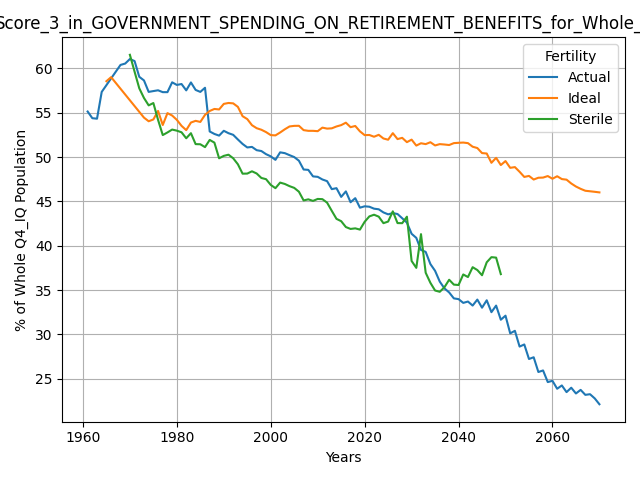 Score_3_in_GOVERNMENT_SPENDING_ON_RETIREMENT_BENEFITS_for_Whole_
Fertility
Actual
Ideal
Sterile
% of Whole Q4_IQ Population
60
55
50
45
40
35
30
25
1960
1980
2000
2020
2040
2060
Years